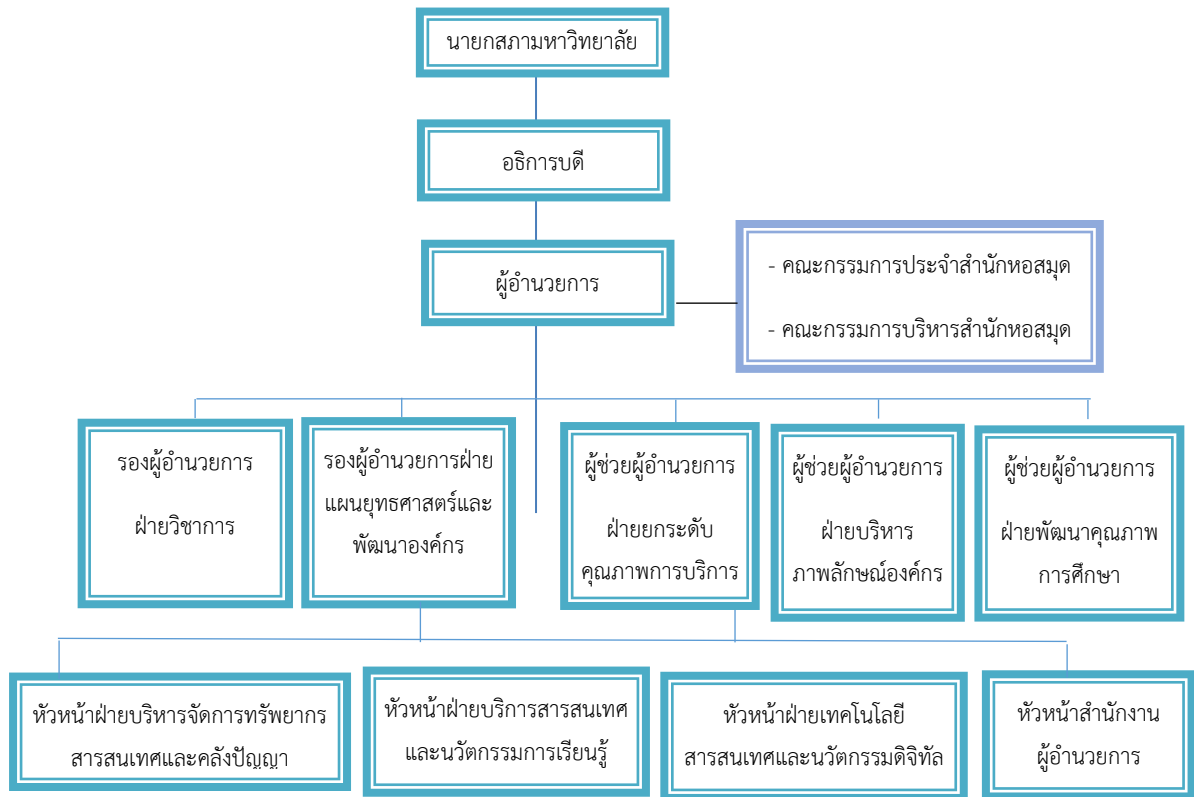 นายกสภามหาวิทยาลัย
อธิการบดี
ผู้อำนวยการ
- คณะกรรมการประจำสำนักหอสมุด
- คณะกรรมการบริหารสำนักหอสมุด
รองผู้อำนวยการ
ฝ่ายวิชาการ
รองผู้อำนวยการฝ่าย
แผนยุทธศาสตร์และ
พัฒนาองค์กร
ผู้ช่วยผู้อำนวยการ
ฝ่ายยกระดับ
คุณภาพการบริการ
ผู้ช่วยผู้อำนวยการ
ฝ่ายบริหาร
ภาพลักษณ์องค์กร
ผู้ช่วยผู้อำนวยการ
ฝ่ายพัฒนาคุณภาพ
การศึกษา
หัวหน้าฝ่ายบริหารจัดการทรัพยากร
สารสนเทศและคลังปัญญา
หัวหน้าฝ่ายบริการสารสนเทศ
และนวัตกรรมการเรียนรู้
หัวหน้าฝ่ายเทคโนโลยี
สารสนเทศและนวัตกรรมดิจิทัล
หัวหน้าสำนักงาน
ผู้อำนวยการ